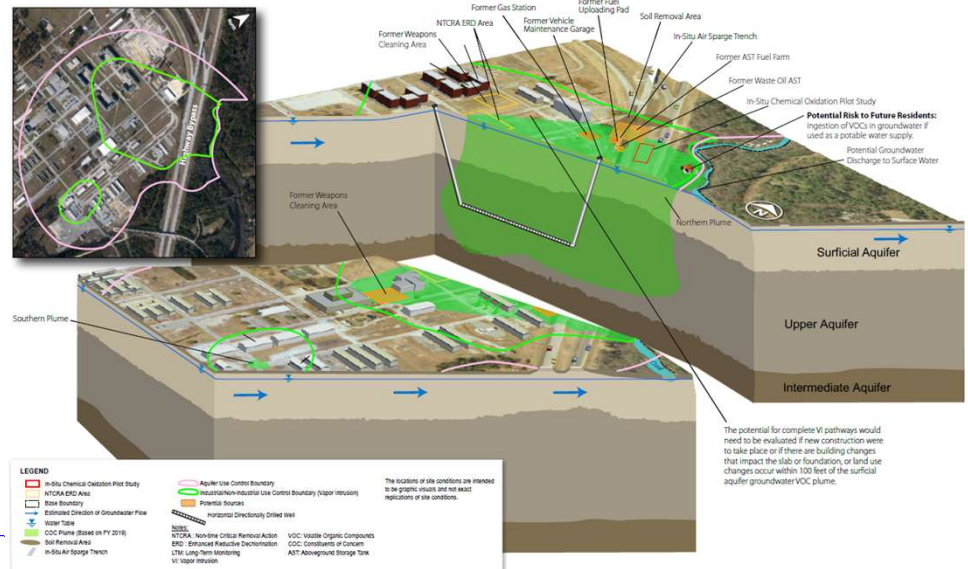 Highway Bypass
Former Weapons
Cleaning Area
NTCRA ERD Area
Former Gas Station
Former Vehicle
Maintenance Garage
Former Fuel
Uploading Pad
Soil Removal Area
In-Situ Air Sparge Trench
Former AST Fuel Farm
Former Waste Oil AST
In-Situ Chemical Oxidation Pilot Study
Potential Risk to Future Residents:
Ingestion of VOCs in groundwater if
used as a potable water supply.
Potential Groundwater
Discharge to Surface Water
N
Northern Plume
Surficial Aquifer
Upper Aquifer
Intermediate Aquifer
Former Weapons
Cleaning Area
Southern Plume
The potential for complete VI pathways would
need to be evaluated if new construction were
to take place or if there are building changes
that impact the slab or foundation, or land use
changes occur within 100 feet of the surficial
aquifer groundwater VOC plume.
LEGEND
In-Situ Chemical Oxidation Pilot Study
NTCRA ERD Area
Base Boundary
Estimated Direction of Groundwater Flow
Water Table
COC Plume (Based on FY 2019)
Soil Removal Area
In-Situ Air Sparge Trench
Aquifer Use Control Boundary
Industrial/Non-Industrial Use Control Boundary (Vapor Intrusion)
Potential Sources
Horizontal Directionally Drilled Well
Notes:
NTCRA : Non-time Critical Removal Action
ERD : Enhanced Reductive Dechlorination
LTM: Long-Term Monitoring
VI: Vapor Intrusion
VOC: Volatile Organic Compounds
COC: Constituents of Concern
AST: Aboveground Storage Tank
The locations of site conditions are intended
to be graphic visuals and not exact
replications of site conditions.